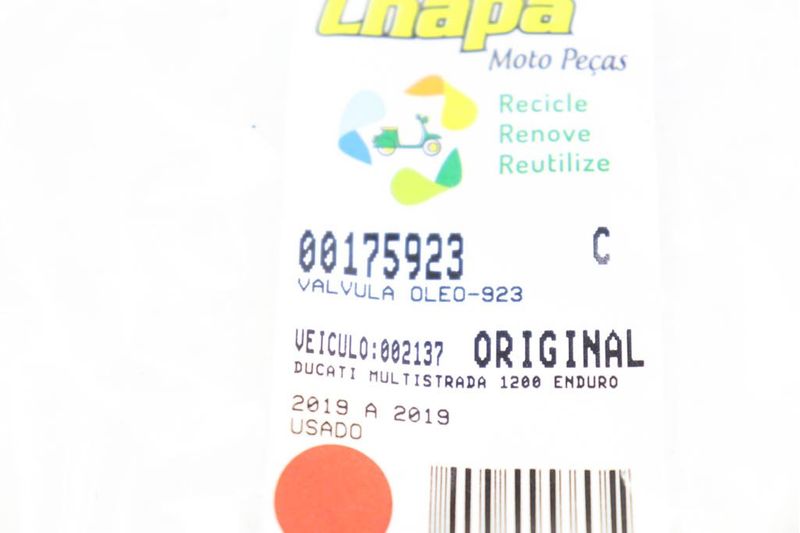 Chapa
Moto Peças
Recicle
Renove
Reutilize
00175923 C
VALVULA OLEO-923
VEICULO:002137 ORIGINAL
DUCATI MULTISTRADA 1200 ENDURO
2019 A 2019
USADO